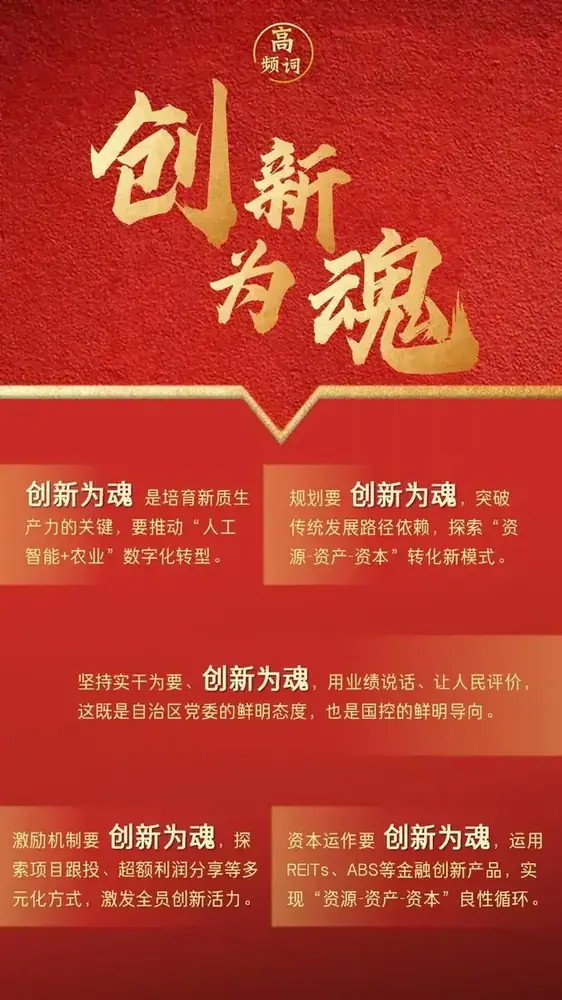 高
频词
创新
为魂
创新为魂 是培育新质生
产力的关键，要推动“人工
智能+农业”数字化转型。
规划要 创新为魂，突破
传统发展路径依赖，探索“资
源-资产-资本”转化新模式。
坚持实干为要、创新为魂，用业绩说话、让人民评价，
这既是自治区党委的鲜明态度，也是国控的鲜明导向。
激励机制要 创新为魂，探
索项目跟投、超额利润分享等多
元化方式，激发全员创新活力。
资本运作要 创新为魂，运用
REITs、ABS等金融创新产品，实
现“资源-资产-资本”良性循环。